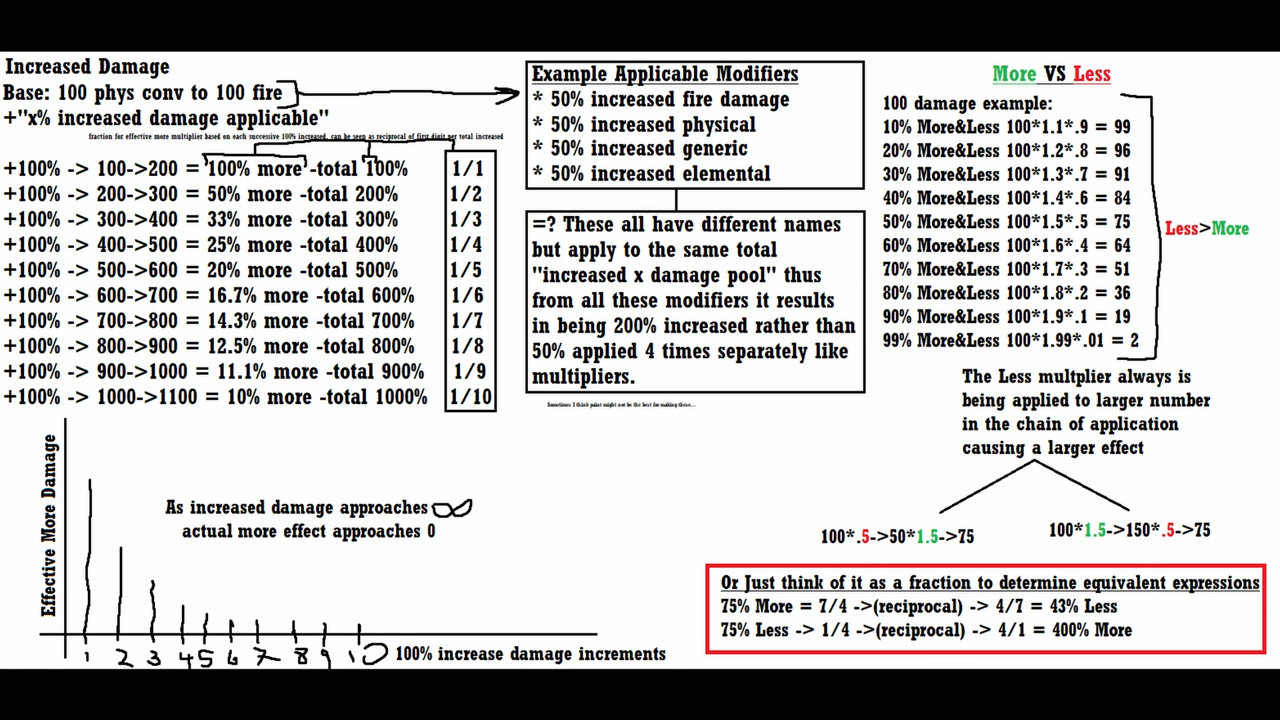 Increased Damage
Base: 100 phys conv to 100 fire
+"x% increased damage applicable"
fraction for effective more multiplier based on each successive 100% increased, can be seen as reciprocal of first digit per total increased
+100% -> 100->200 = 100% more -total 100% 1/1
+100% -> 200->300 = 50% more -total 200% 1/2
+100% -> 300->400 = 33% more -total 300% 1/3
+100% -> 400->500 = 25% more -total 400% 1/4
+100% -> 500->600 = 20% more -total 500% 1/5
+100% -> 600->700 = 16.7% more -total 600% 1/6
+100% -> 700->800 = 14.3% more -total 700% 1/7
+100% -> 800->900 = 12.5% more -total 800% 1/8
+100% -> 900->1000 = 11.1% more -total 900% 1/9
+100% -> 1000->1100 = 10% more -total 1000% 1/10
Effective More Damage
As increased damage approaches ∞
actual more effect approaches 0
1 2 3 4 5 6 7 8 9 10 100% increase damage increments
Example Applicable Modifiers
* 50% increased fire damage
* 50% increased physical
* 50% increased generic
* 50% increased elemental
=? These all have different names
but apply to the same total
"increased x damage pool" thus
from all these modifiers it results
in being 200% increased rather than
50% applied 4 times separately like
multipliers.
Sometimes I think paint might not be the best for making these...
More VS Less
100 damage example:
10% More&Less 100*1.1*.9 = 99
20% More&Less 100*1.2*.8 = 96
30% More&Less 100*1.3*.7 = 91
40% More&Less 100*1.4*.6 = 84
50% More&Less 100*1.5*.5 = 75
60% More&Less 100*1.6*.4 = 64
70% More&Less 100*1.7*.3 = 51
80% More&Less 100*1.8*.2 = 36
90% More&Less 100*1.9*.1 = 19
99% More&Less 100*1.99*.01 = 2
Less>More
The Less multplier always is
being applied to larger number
in the chain of application
causing a larger effect
100*.5->50*1.5->75
100*1.5->150*.5->75
Or Just think of it as a fraction to determine equivalent expressions
75% More = 7/4 ->(reciprocal) -> 4/7 = 43% Less
75% Less -> 1/4 ->(reciprocal) -> 4/1 = 400% More